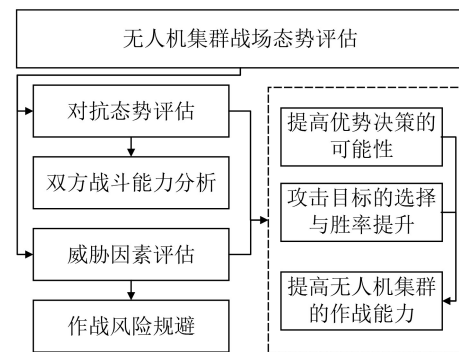 无人机集群战场态势评估
对抗态势评估
双方战斗能力分析
威胁因素评估
作战风险规避
提高优势决策的
可能性
攻击目标的选择
与胜率提升
提高无人机集群
的作战能力